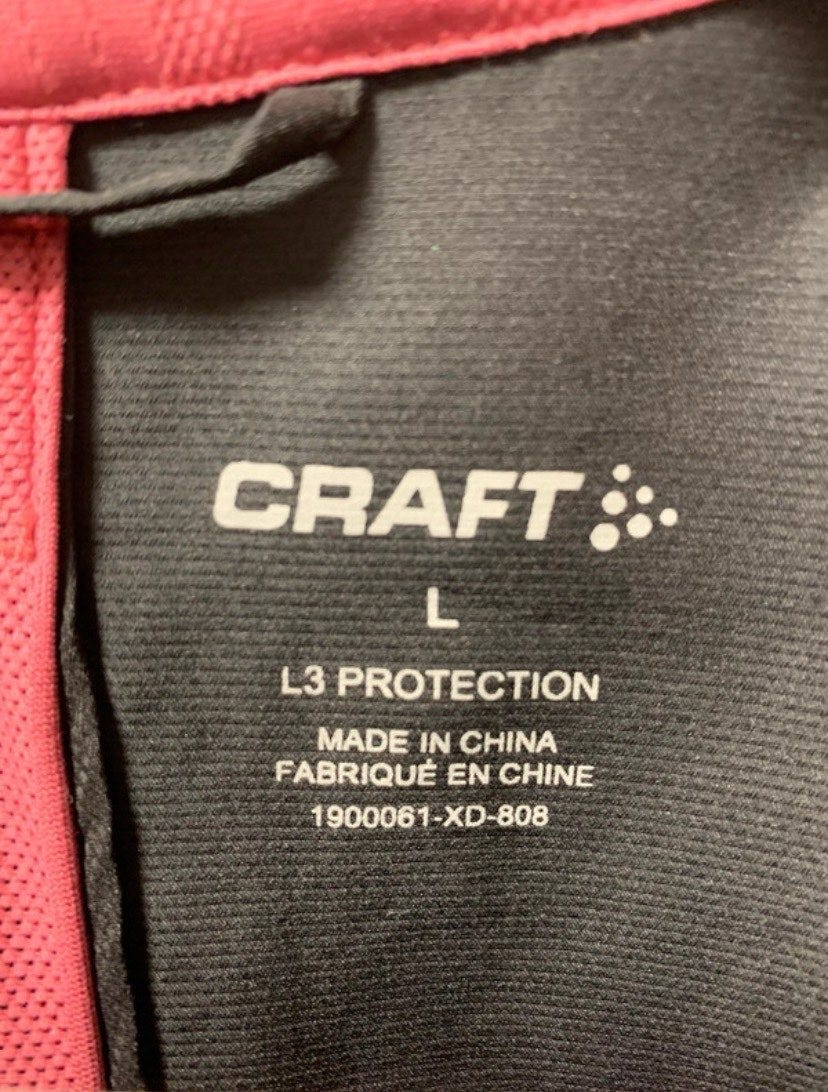 CRAFT
L
L3 PROTECTION
MADE IN CHINA
FABRIQUÉ EN CHINE
1900061-XD-808